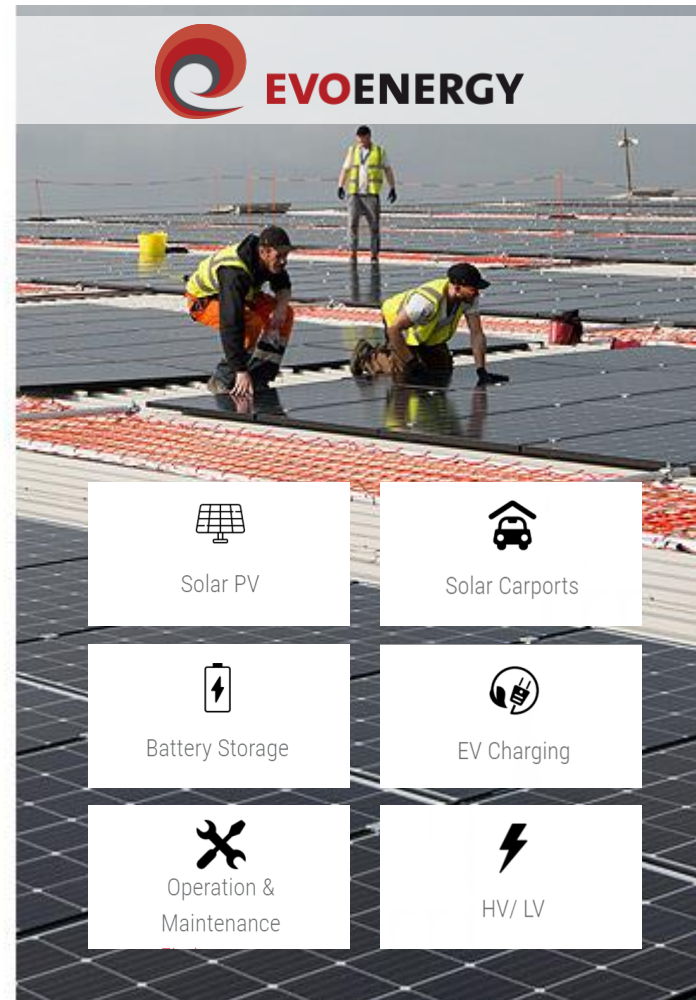 EVOENERGY
Solar PV
Solar Carports
Battery Storage
EV Charging
Operation &
Maintenance
HV/ LV